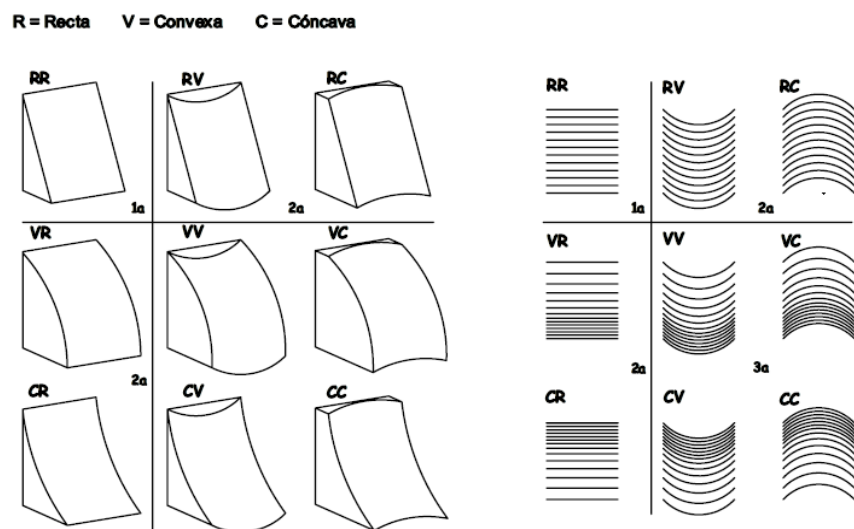 R = Recta V = Convexa C = Cóncava
RR RV RC
1a 2a
VR VV VC
2a
CR CV CC
RR RV RC
1a 2a
VR VV VC
2a 3a
CR CV CC